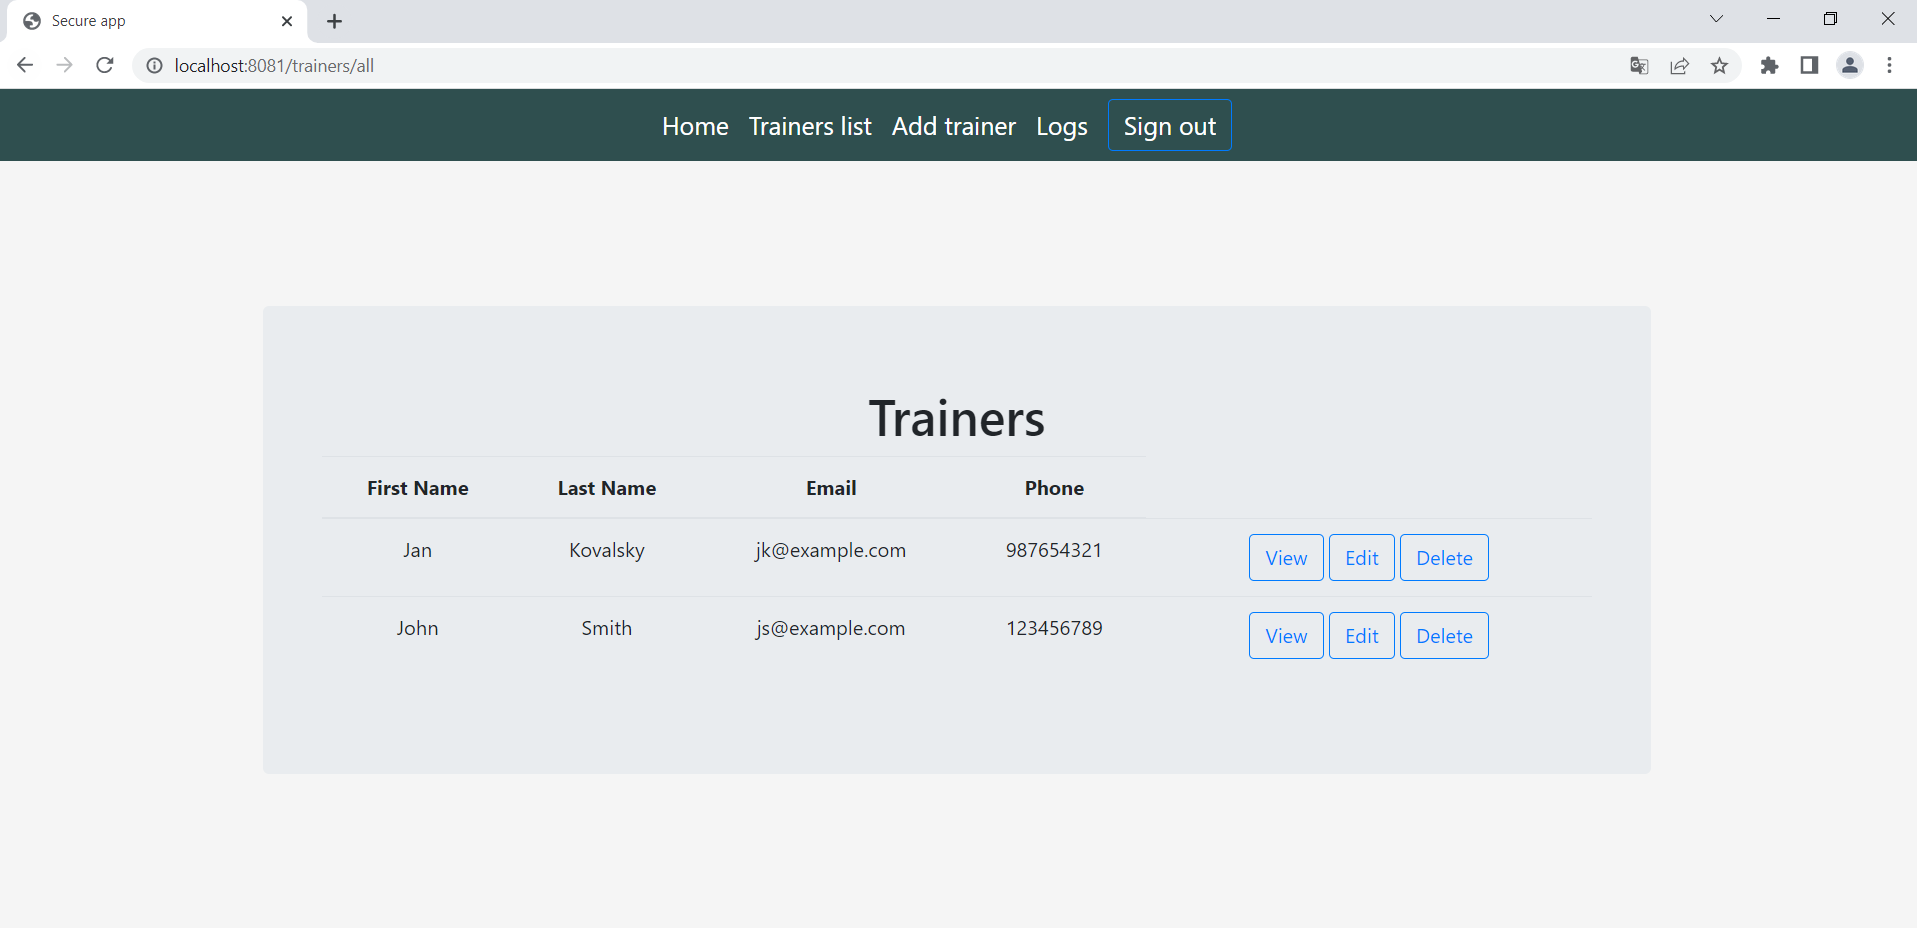 Secure app
localhost:8081/trainers/all
Home Trainers list Add trainer Logs Sign out
Trainers
First Name Last Name Email Phone
Jan Kovalsky jk@example.com 987654321 View Edit Delete
John Smith js@example.com 123456789 View Edit Delete